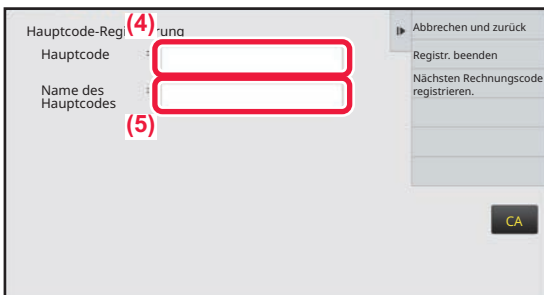 Hauptcode-Registrierung
(4)
Hauptcode :
Name des :
Hauptcodes
(5)
Abbrechen und zurück
Registr. beenden
Nächsten Rechnungscode
registrieren.
CA